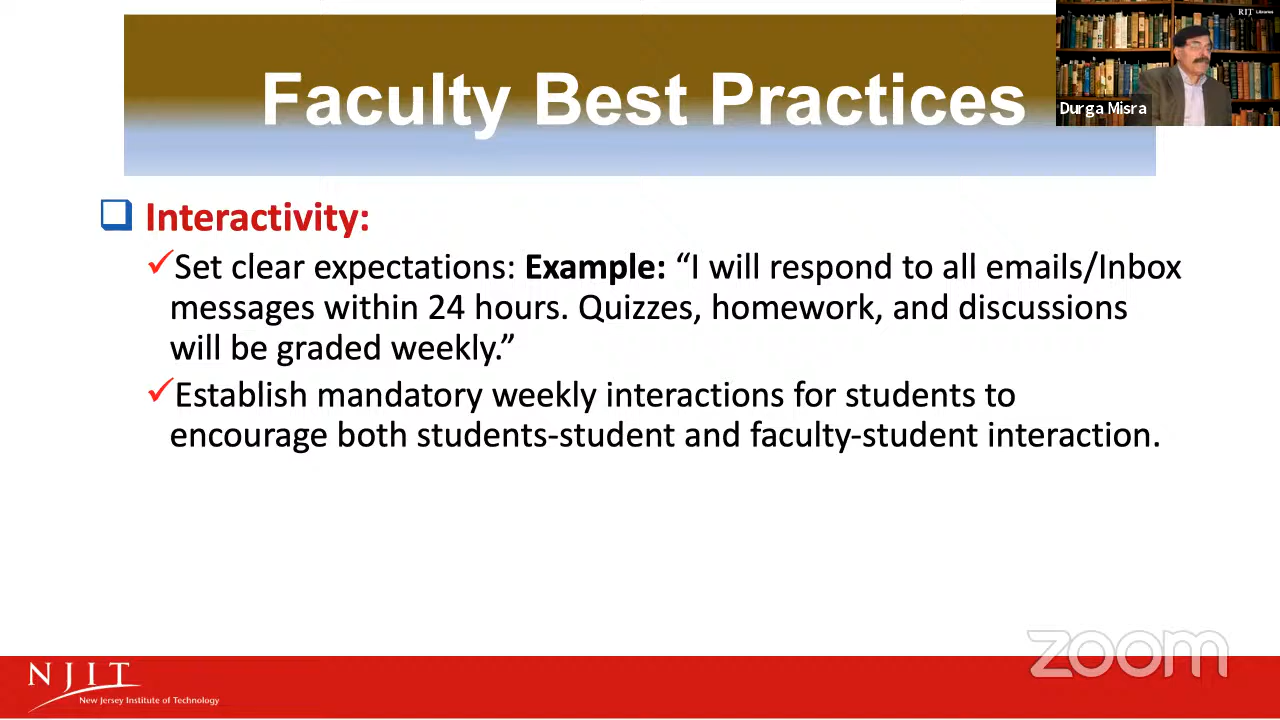 Faculty Best Practices
RIT Libraries
Durga Misra
Interactivity:
Set clear expectations: Example: “I will respond to all emails/Inbox
messages within 24 hours. Quizzes, homework, and discussions
will be graded weekly.”
Establish mandatory weekly interactions for students to
encourage both students-student and faculty-student interaction.
zoom
NJIT
New Jersey Institute of Technology